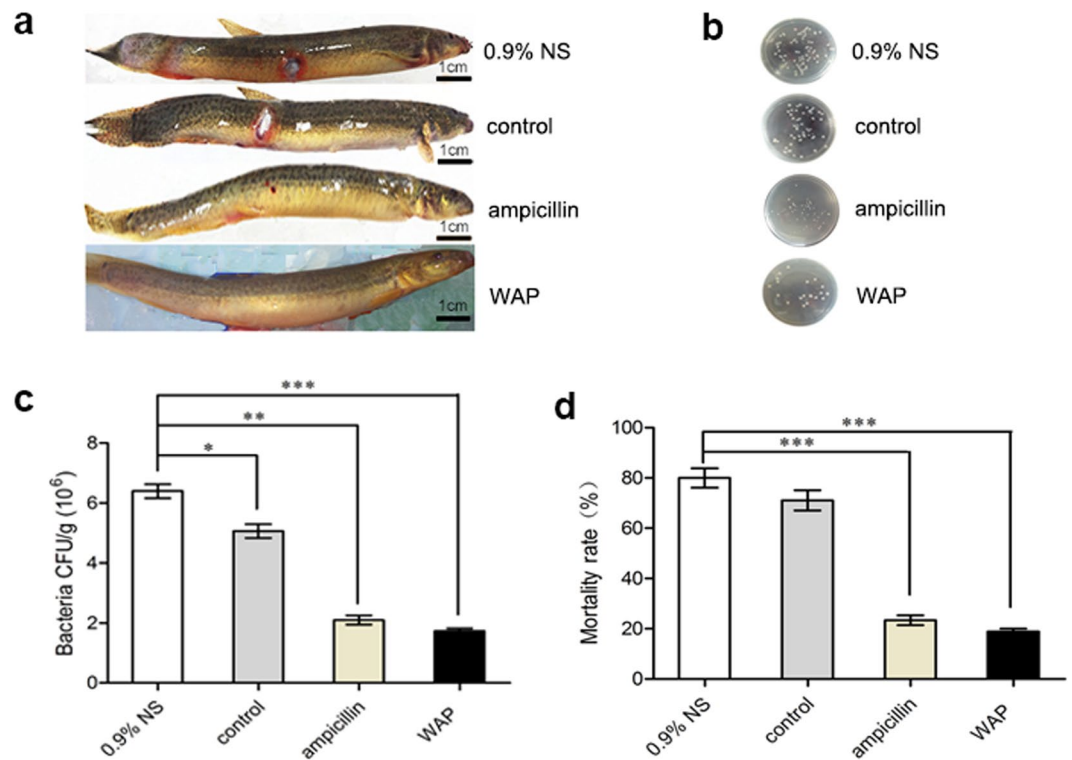 a
0.9% NS
1cm
control
1cm
ampicillin
1cm
WAP
1cm
b
0.9% NS
control
ampicillin
WAP
c
***
**
*
Bacteria CFU/g (10⁶)
8
6
4
2
0
0.9% NS
control
ampicillin
WAP
d
***
***
Mortality rate (%)
100
80
60
40
20
0
0.9% NS
control
ampicillin
WAP